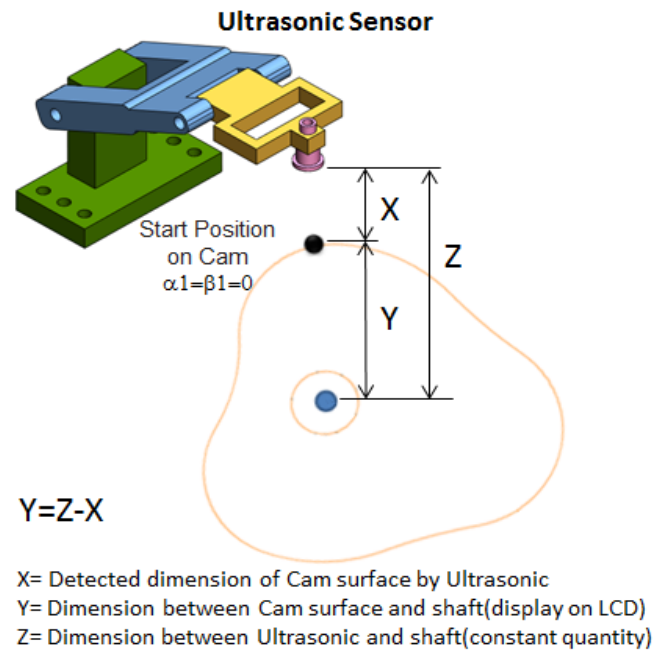 Ultrasonic Sensor
X
Start Position
on Cam
α1=β1=0
Z
Y
Y=Z-X
X= Detected dimension of Cam surface by Ultrasonic
Y= Dimension between Cam surface and shaft(display on LCD)
Z= Dimension between Ultrasonic and shaft(constant quantity)